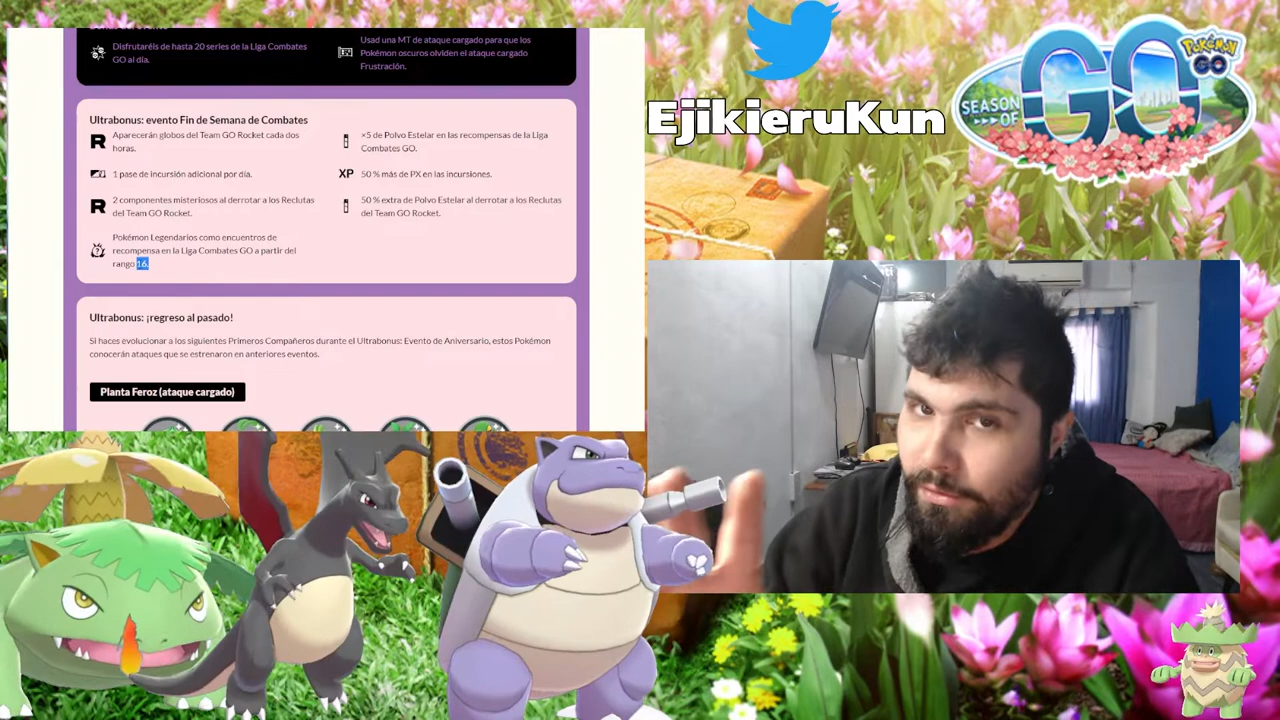 Disfrutaréis de hasta 20 series de la Liga Combates
GO al día.
Usad una MT de ataque cargado para que los
Pokémon oscuros olviden el ataque cargado
Frustración.
Ultrabonus: evento Fin de Semana de Combates
R Aparecerán globos del Team GO Rocket cada dos
horas.
×5 de Polvo Estelar en las recompensas de la Liga
Combates GO.
1 pase de incursión adicional por día.
XP 50 % más de PX en las incursiones.
R 2 componentes misteriosos al derrotar a los Reclutas
del Team GO Rocket.
50 % extra de Polvo Estelar al derrotar a los Reclutas
del Team GO Rocket.
Pokémon Legendarios como encuentros de
recompensa en la Liga Combates GO a partir del
rango 16.
Ultrabonus: ¡regreso al pasado!
Si haces evolucionar a los siguientes Primeros Compañeros durante el Ultrabonus: Evento de Aniversario, estos Pokémon
conocerán ataques que se estrenaron en anteriores eventos.
Planta Feroz (ataque cargado)
EjikieruKun
SEASON
OF
GO
Pokémon
GO